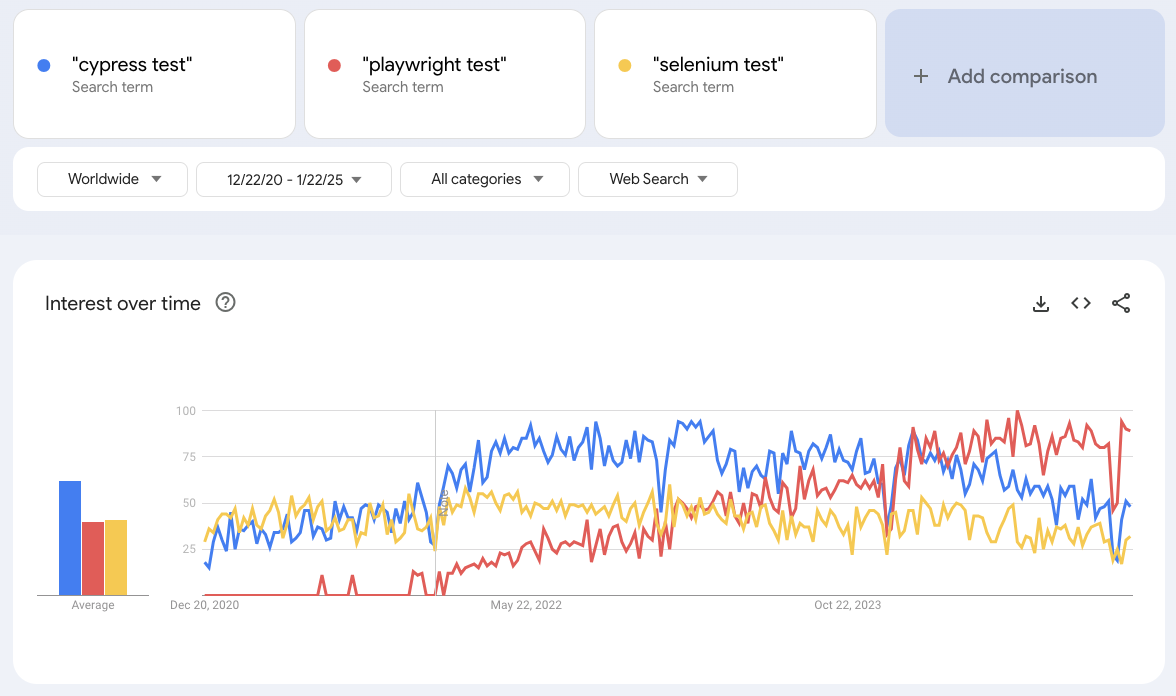 "cypress test"
Search term
"playwright test"
Search term
"selenium test"
Search term
+ Add comparison
Worldwide
12/22/20 - 1/22/25
All categories
Web Search
Interest over time
100
75
50
25
Note
Average
Dec 20, 2020
May 22, 2022
Oct 22, 2023